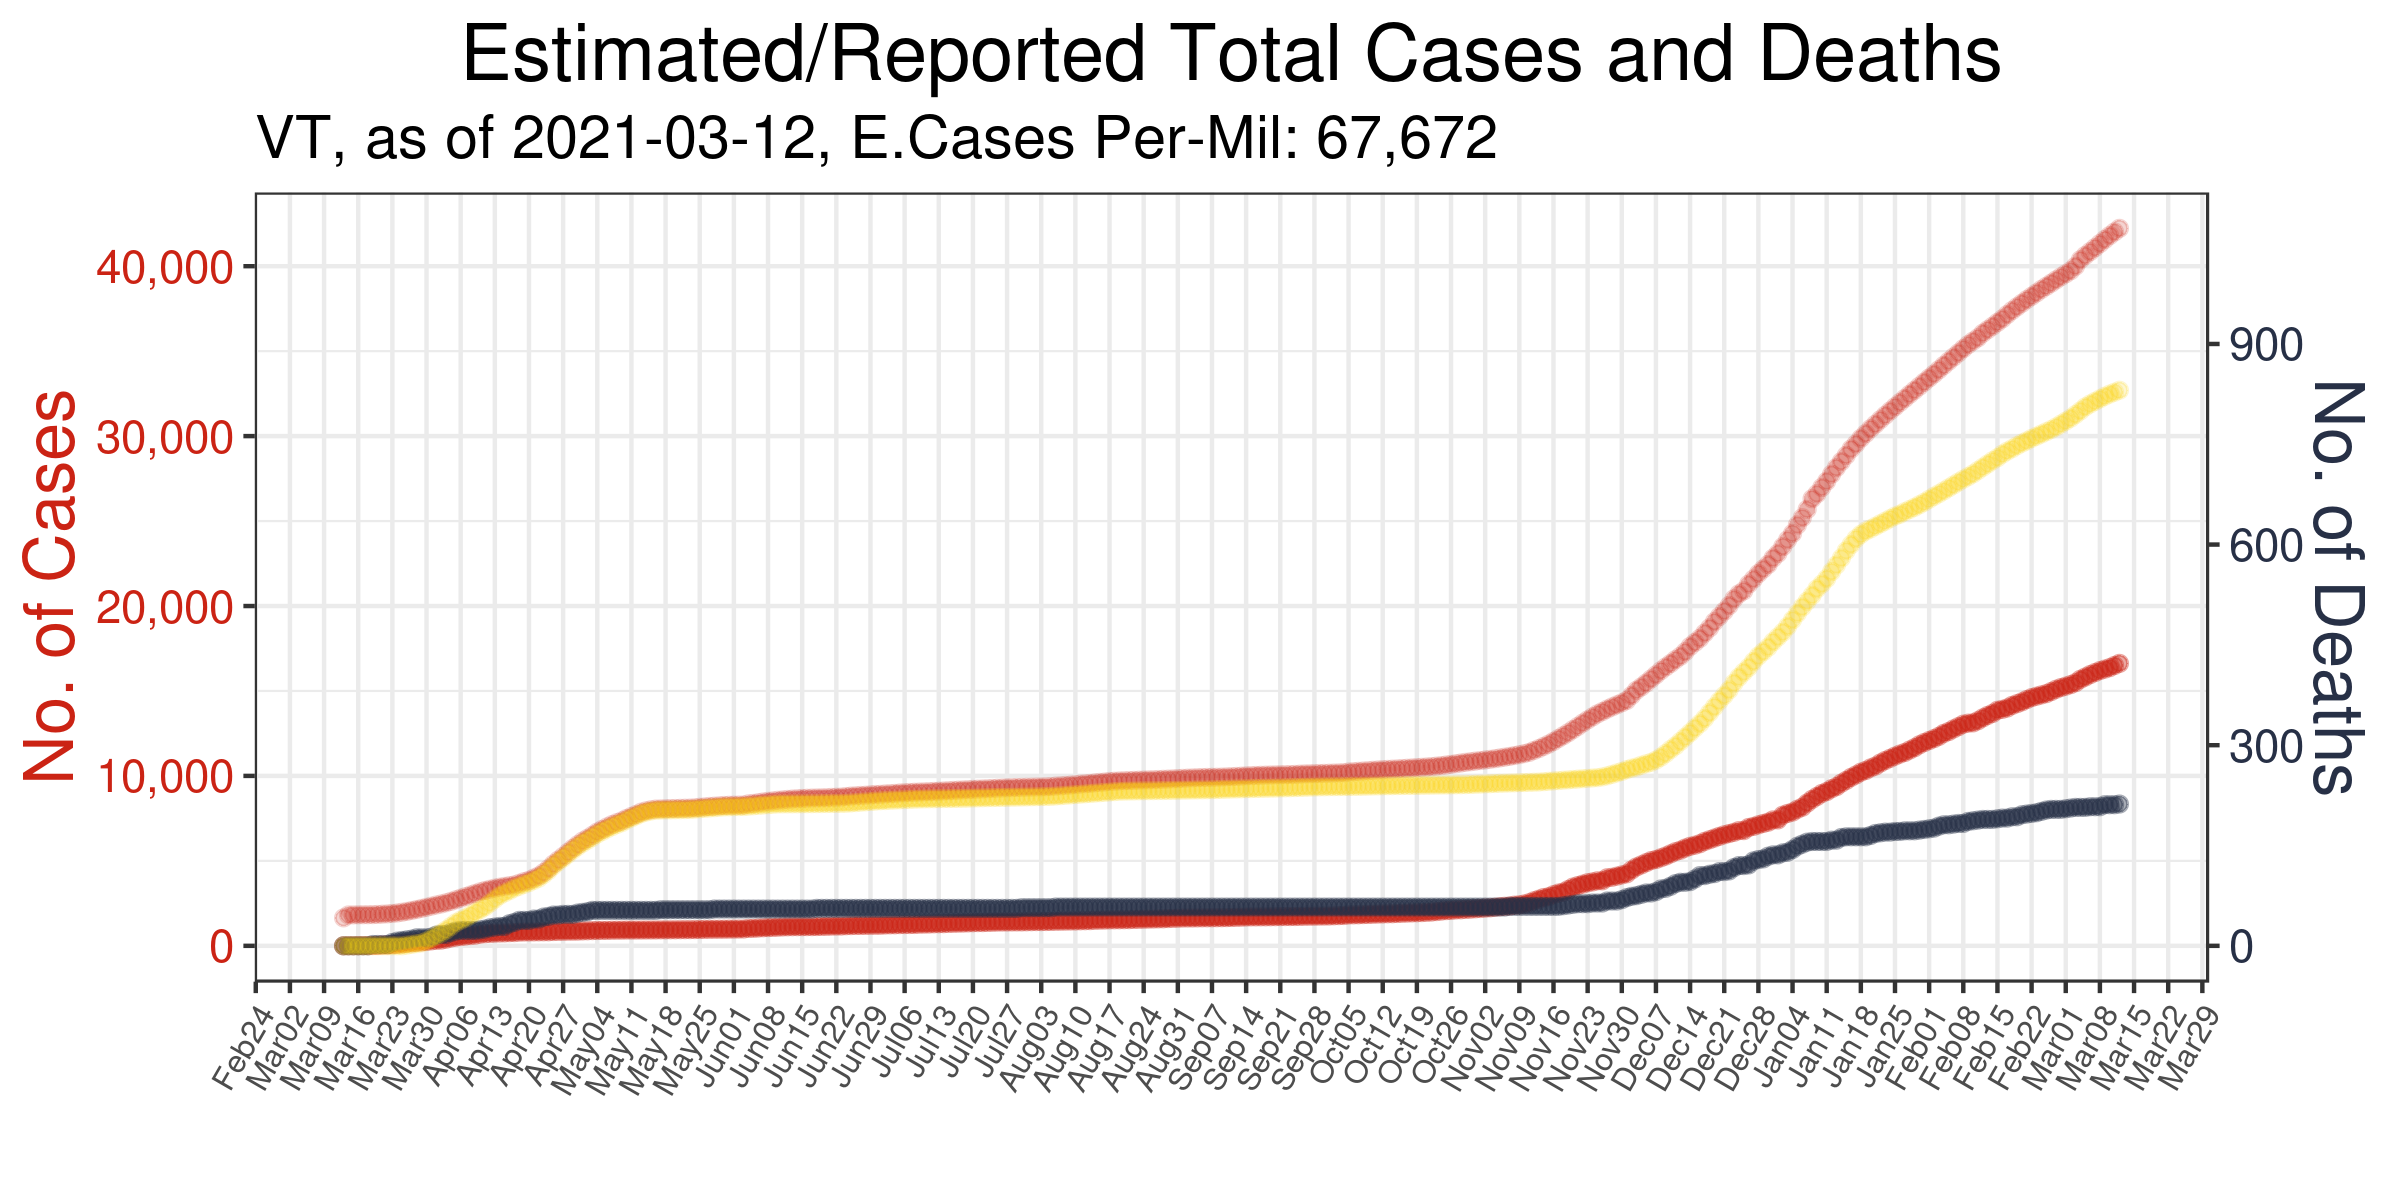 Estimated/Reported Total Cases and Deaths
VT, as of 2021-03-12, E.Cases Per-Mil: 67,672
No. of Cases
40,000
30,000
20,000
10,000
0
No. of Deaths
900
600
300
0
Feb24
Mar02
Mar09
Mar16
Mar23
Mar30
Apr06
Apr13
Apr20
Apr27
May04
May11
May18
May25
Jun01
Jun08
Jun15
Jun22
Jun29
Jul06
Jul13
Jul20
Jul27
Aug03
Aug10
Aug17
Aug24
Aug31
Sep07
Sep14
Sep21
Sep28
Oct05
Oct12
Oct19
Oct26
Nov02
Nov09
Nov16
Nov23
Nov30
Dec07
Dec14
Dec21
Dec28
Jan04
Jan11
Jan18
Jan25
Feb01
Feb08
Feb15
Feb22
Mar01
Mar08
Mar15
Mar22
Mar29